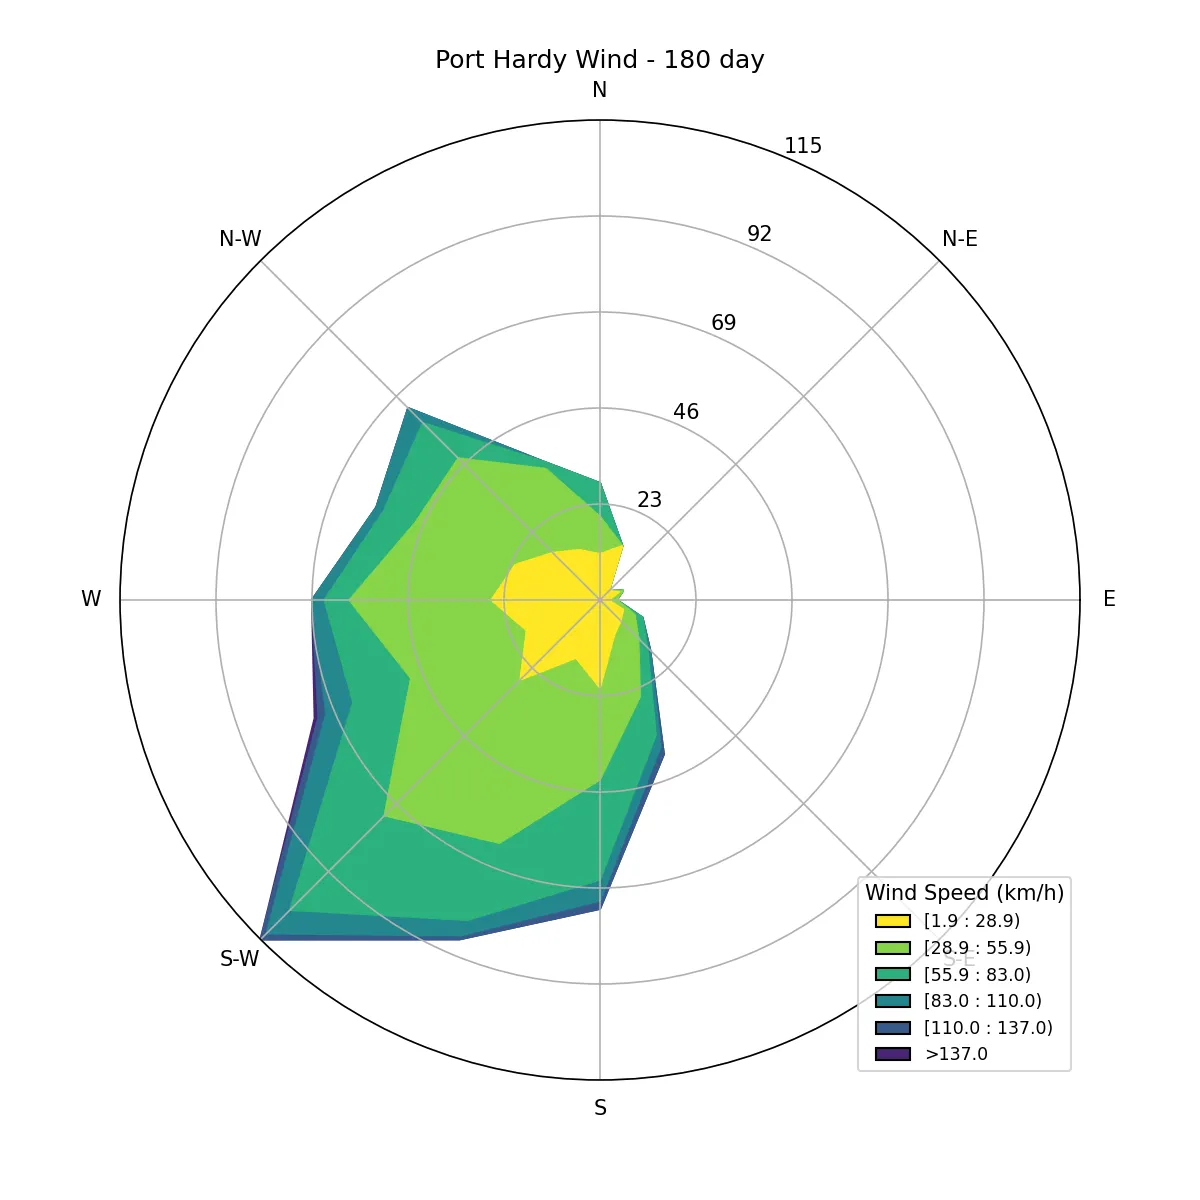 Port Hardy Wind - 180 day
N
115
N-W
92
N-E
69
46
23
W
E
Wind Speed (km/h)
[1.9 : 28.9)
[28.9 : 55.9)
S-W
S-E
[55.9 : 83.0)
[83.0 : 110.0)
[110.0 : 137.0)
>137.0
S